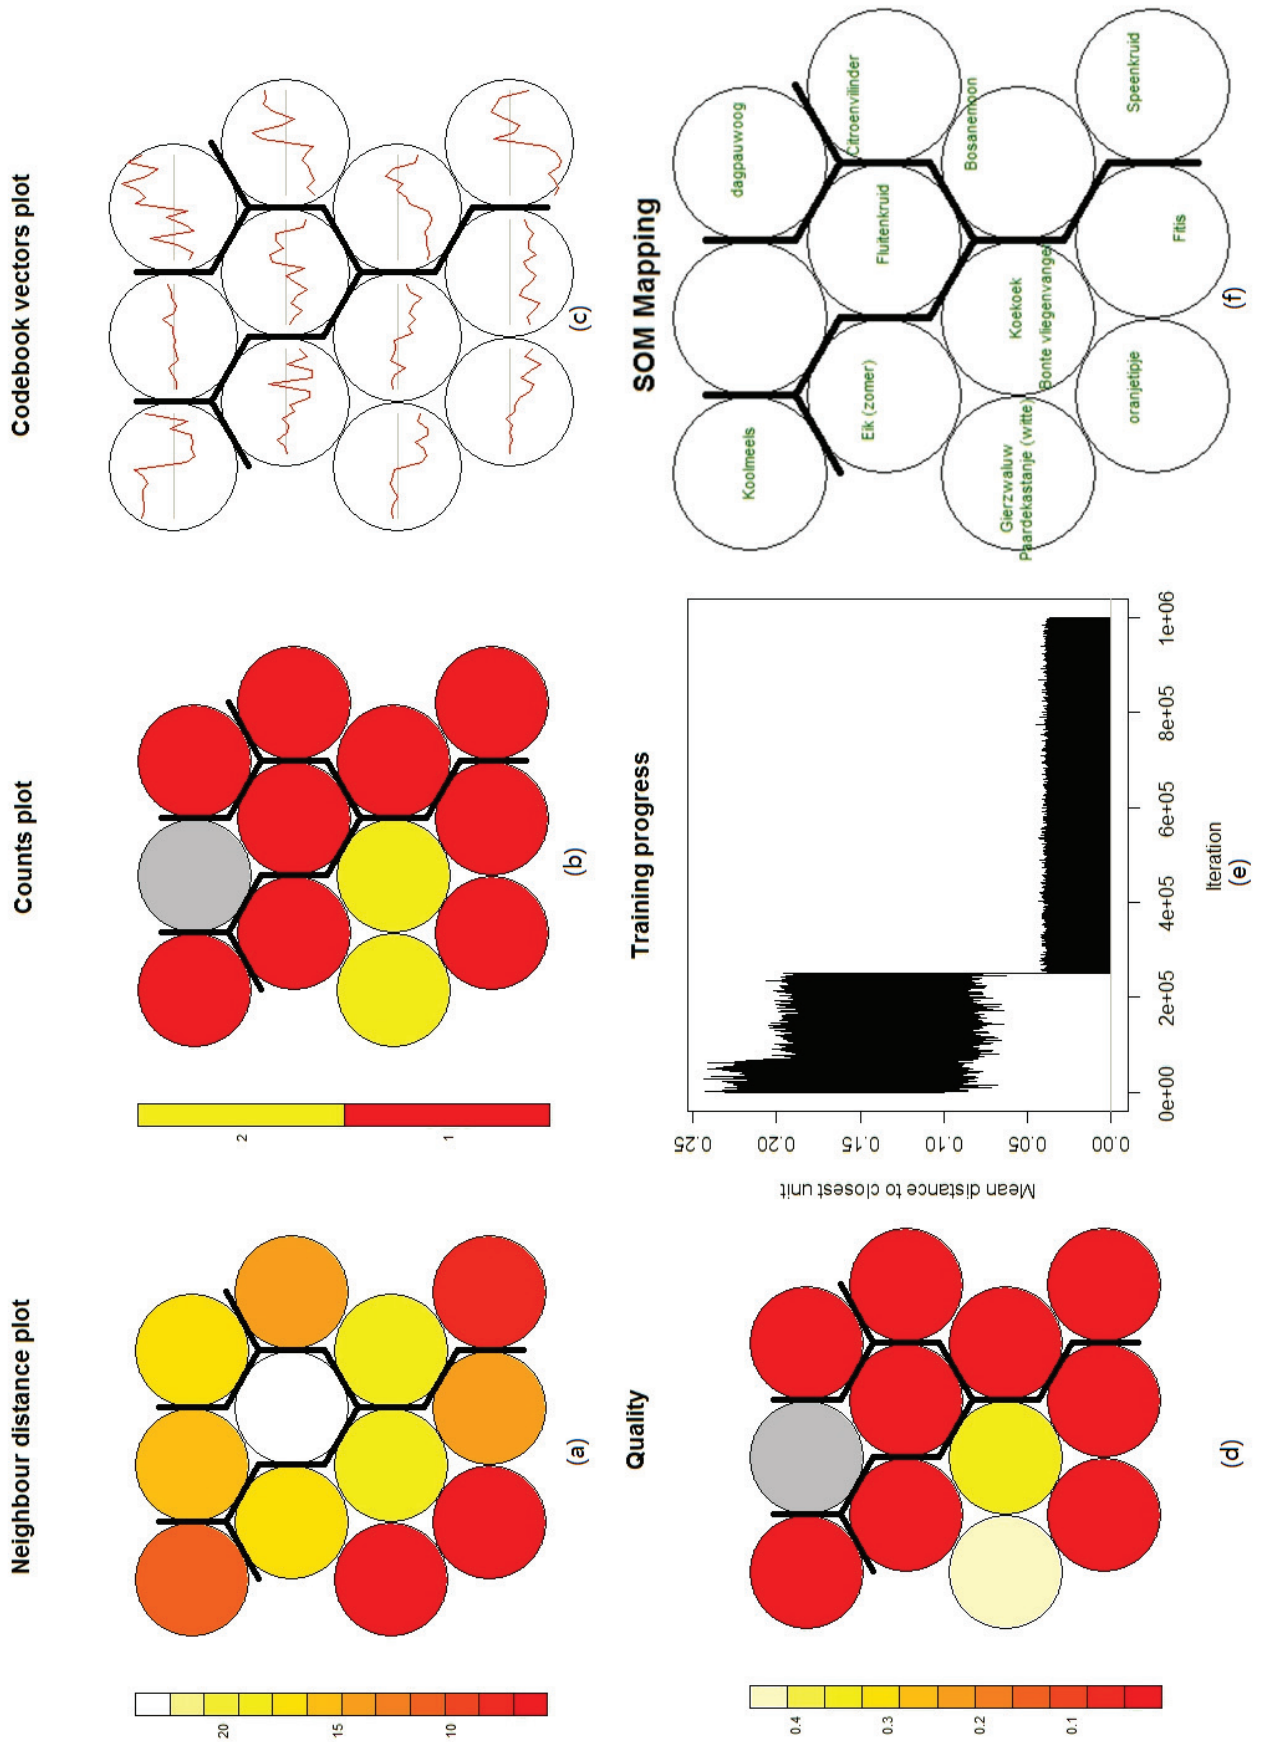 Neighbour distance plot
20
15
10
(a)
Counts plot
2
1
(b)
Codebook vectors plot
(c)
Quality
0.4
0.3
0.2
0.1
(d)
Training progress
Mean distance to closest unit
0.25
0.20
0.15
0.10
0.05
0.00
0e+00
2e+05
4e+05
6e+05
8e+05
1e+06
Iteration
(e)
SOM Mapping
Koolmeels
dagpauwoog
Eik (zomer)
Fluitenkruid
Citroenvilinder
Gierzwaluw
Paardekastanje (witte)
Koekoek
Bonte vliegenvanger
Bosanemoon
oranjetipje
Fitis
Speenkruid
(f)